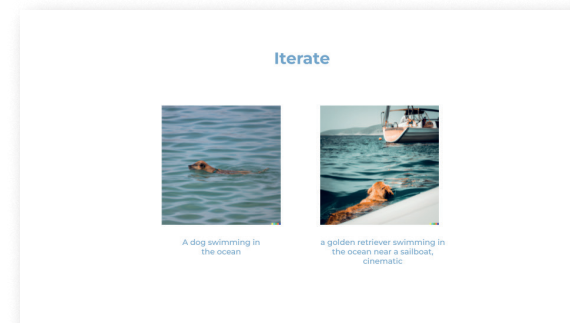 Iterate
A dog swimming in
the ocean
a golden retriever swimming in
the ocean near a sailboat,
cinematic